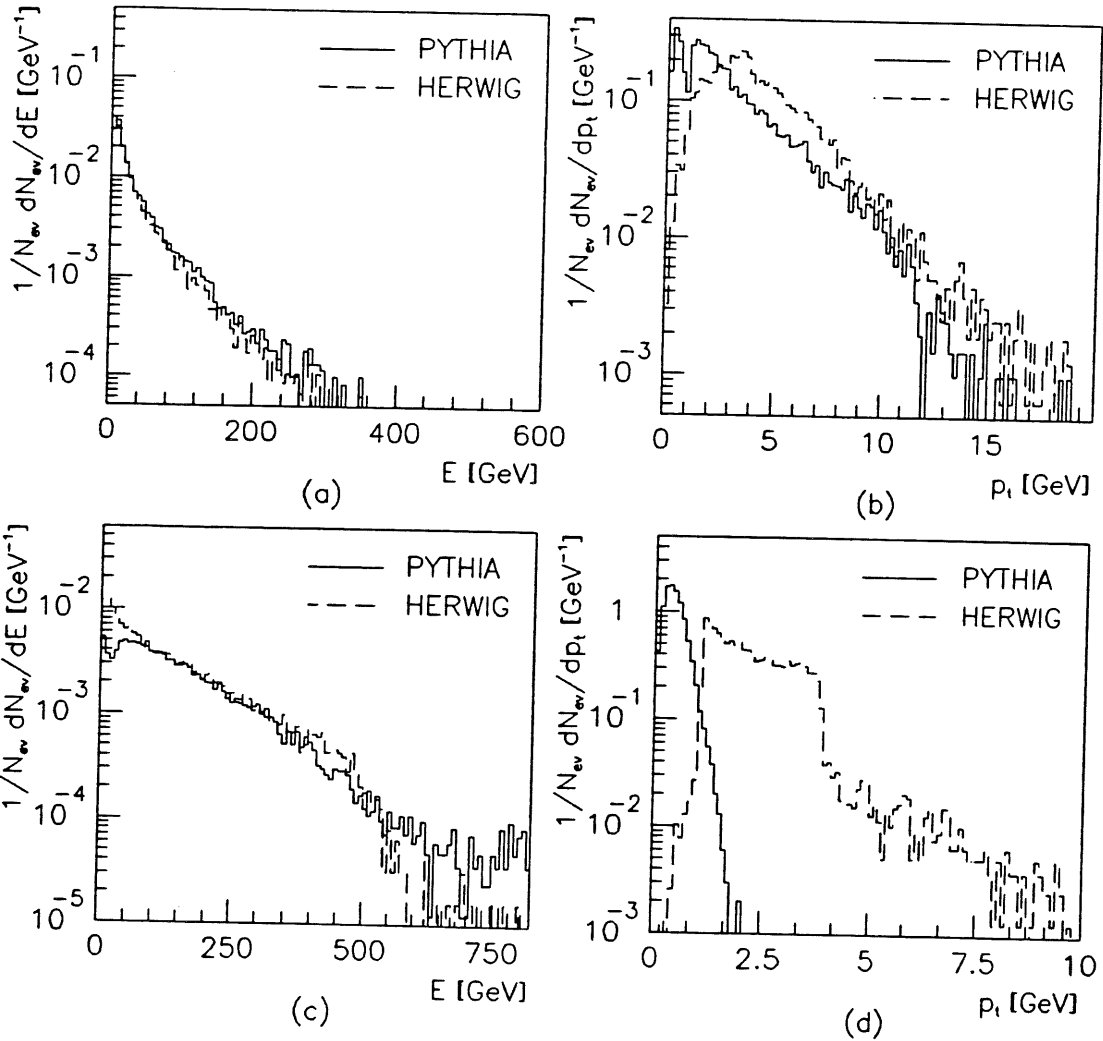 1/N_ev dN_ev/dE [GeV⁻¹]
PYTHIA
HERWIG
10⁻¹
10⁻²
10⁻³
10⁻⁴
0 200 400 600
E [GeV]
(a)
1/N_ev dN_ev/dp_t [GeV⁻¹]
PYTHIA
HERWIG
10⁻¹
10⁻²
10⁻³
0 5 10 15
p_t [GeV]
(b)
1/N_ev dN_ev/dE [GeV⁻¹]
PYTHIA
HERWIG
10⁻²
10⁻³
10⁻⁴
10⁻⁵
0 250 500 750
E [GeV]
(c)
1/N_ev dN_ev/dp_t [GeV⁻¹]
PYTHIA
HERWIG
1
10⁻¹
10⁻²
10⁻³
0 2.5 5 7.5 10
p_t [GeV]
(d)